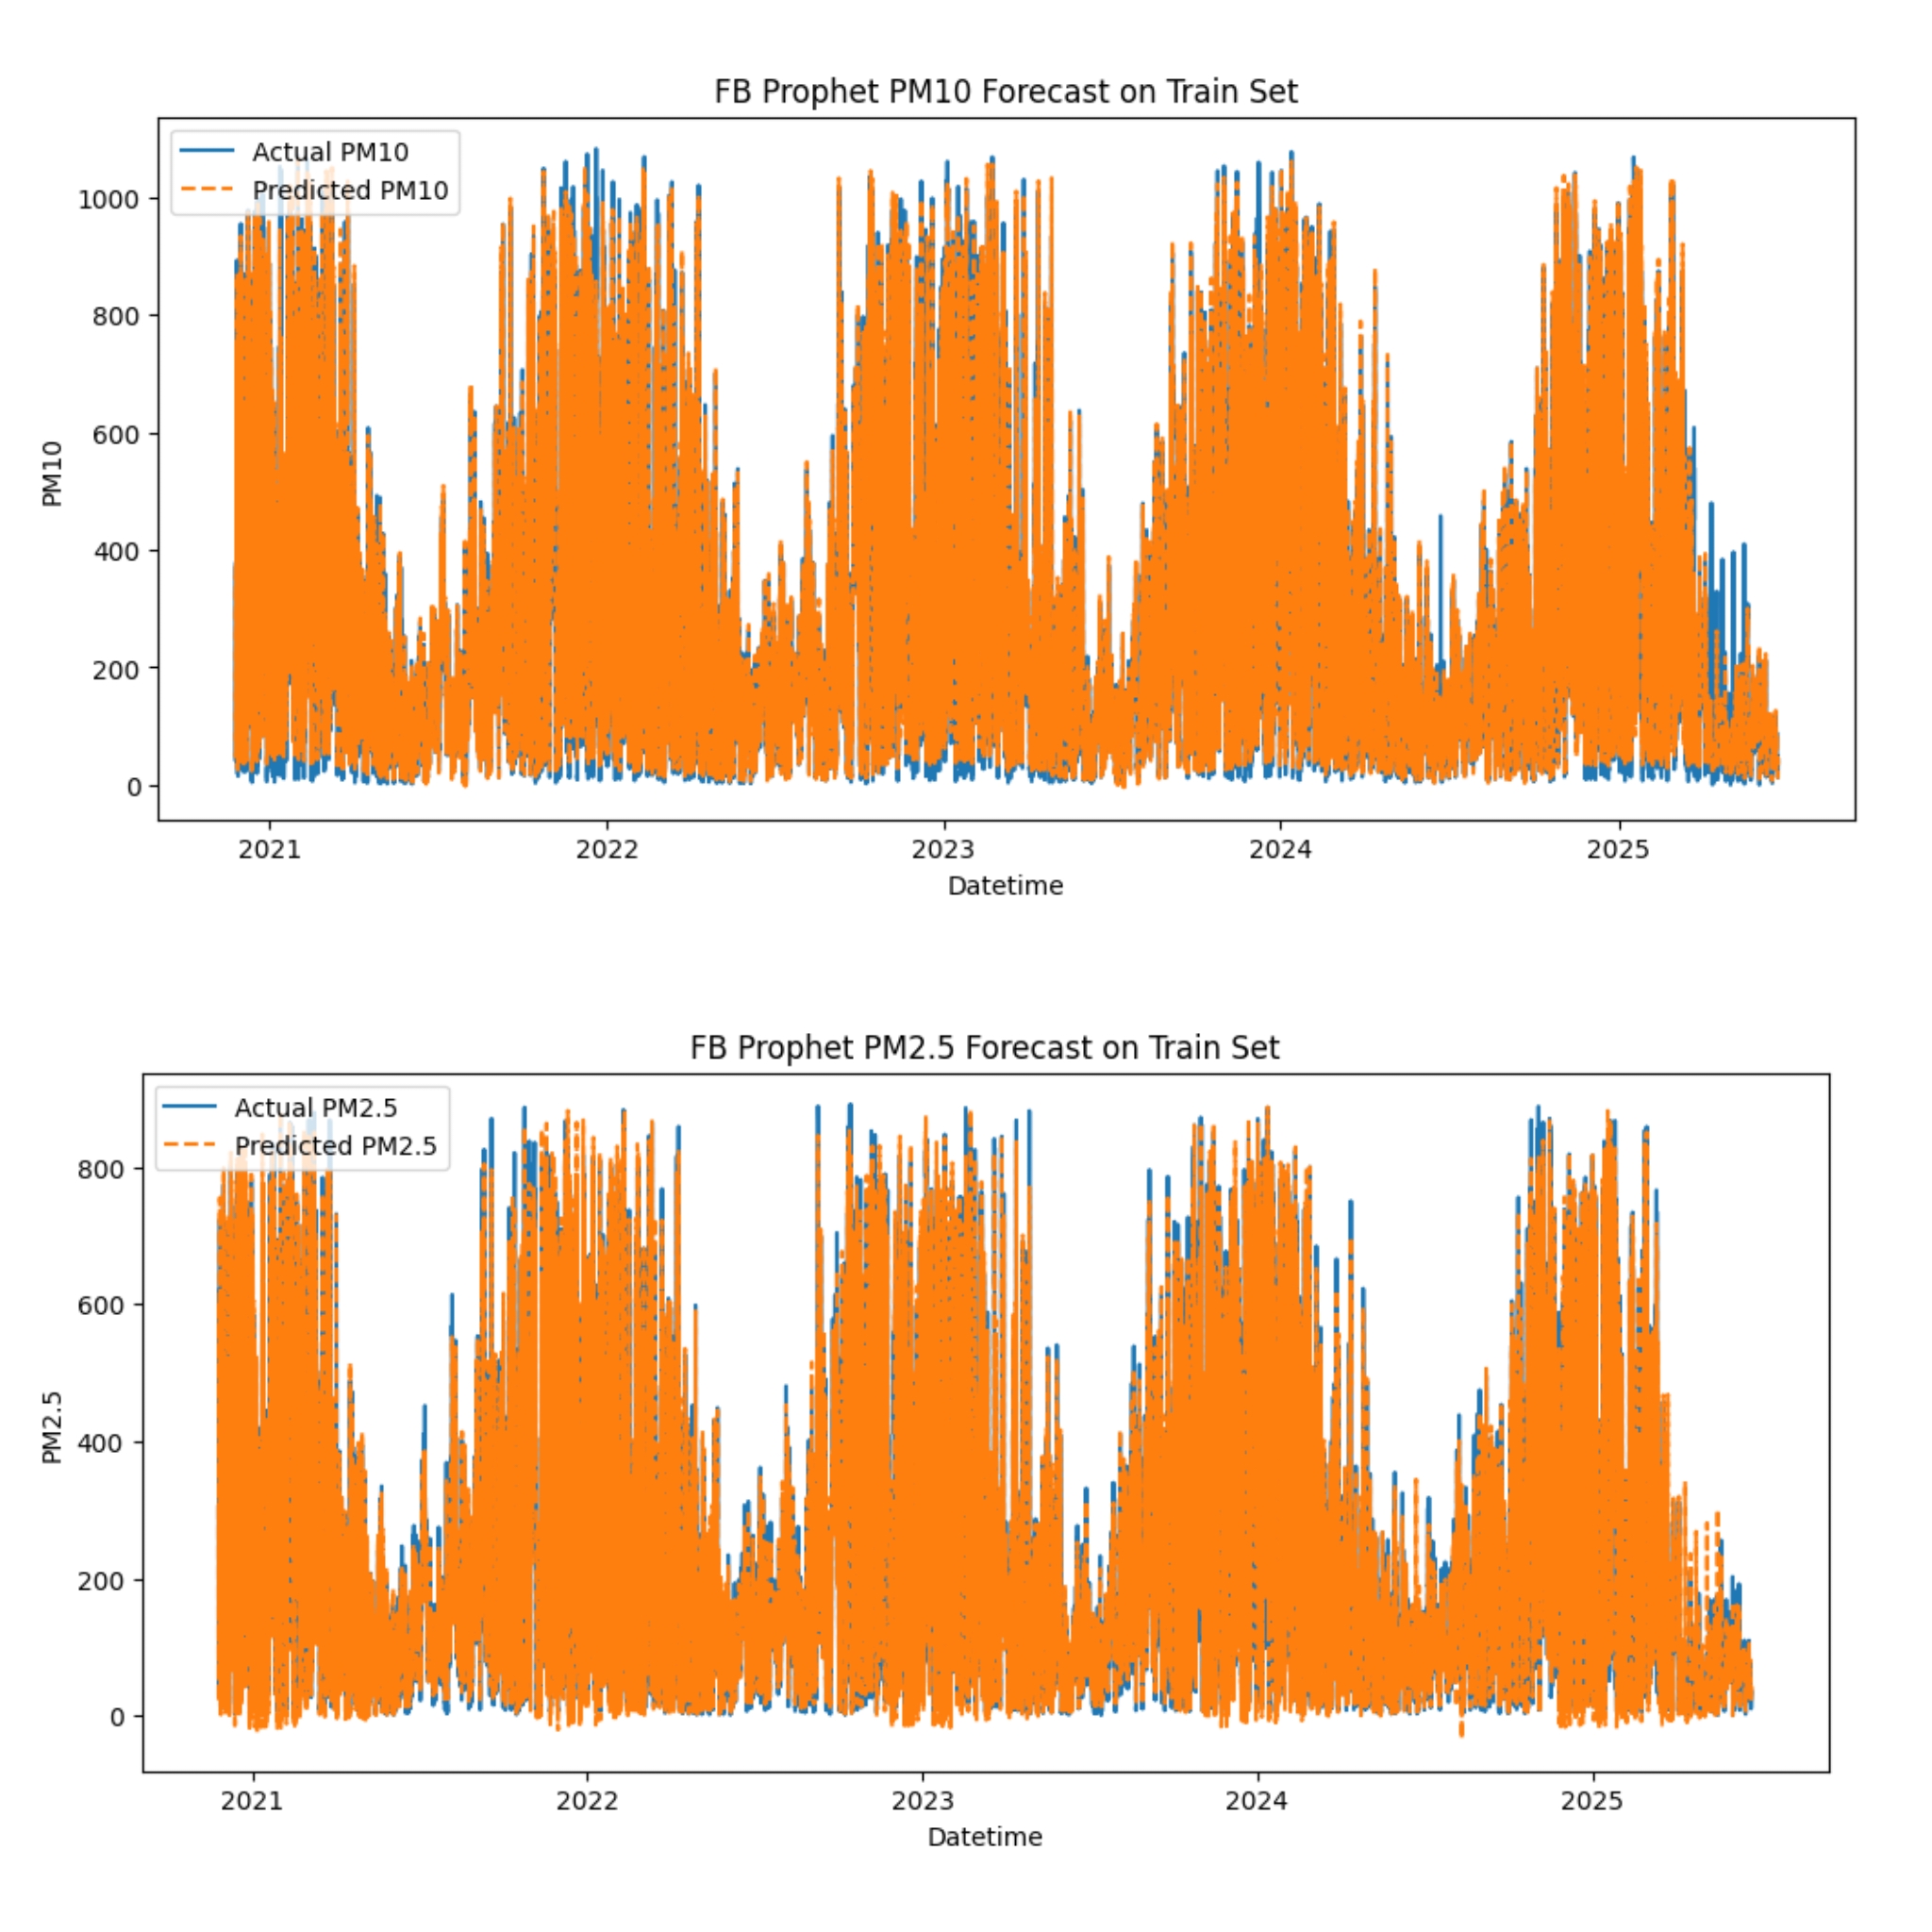 FB Prophet PM10 Forecast on Train Set
Actual PM10
Predicted PM10
1000
800
600
400
200
0
PM10
2021 2022 2023 2024 2025
Datetime
FB Prophet PM2.5 Forecast on Train Set
Actual PM2.5
Predicted PM2.5
800
600
400
200
0
PM2.5
2021 2022 2023 2024 2025
Datetime